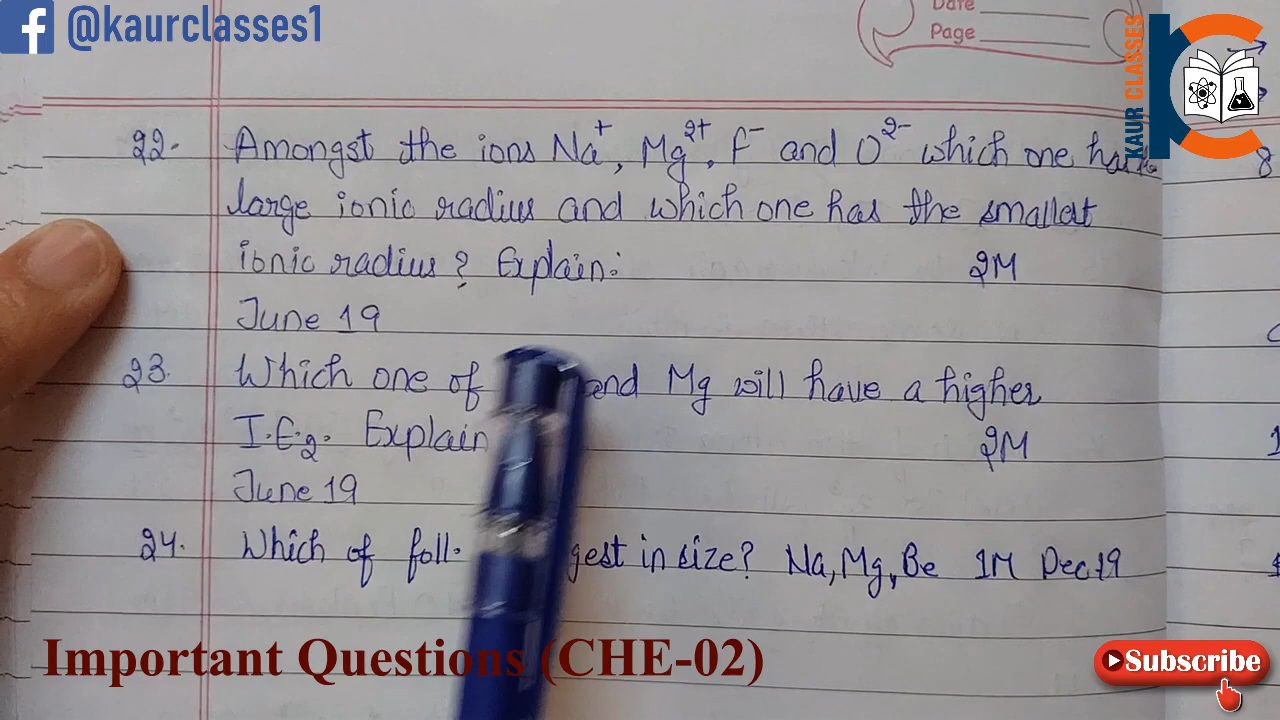 @kaurclasses1
Date
Page
KAUR CLASSES
22. Amongst the ions Na+, Mg2+, F- and O2- which one has
large ionic radius and which one has the smallest
ionic radius? Explain:
2M
June 19
23. Which one of and Mg will have a higher
I.E2. Explain
2M
June 19
24. Which of foll. gest in size? Na, Mg, Be 1M Dec 19
Important Questions (CHE-02)
Subscribe
8